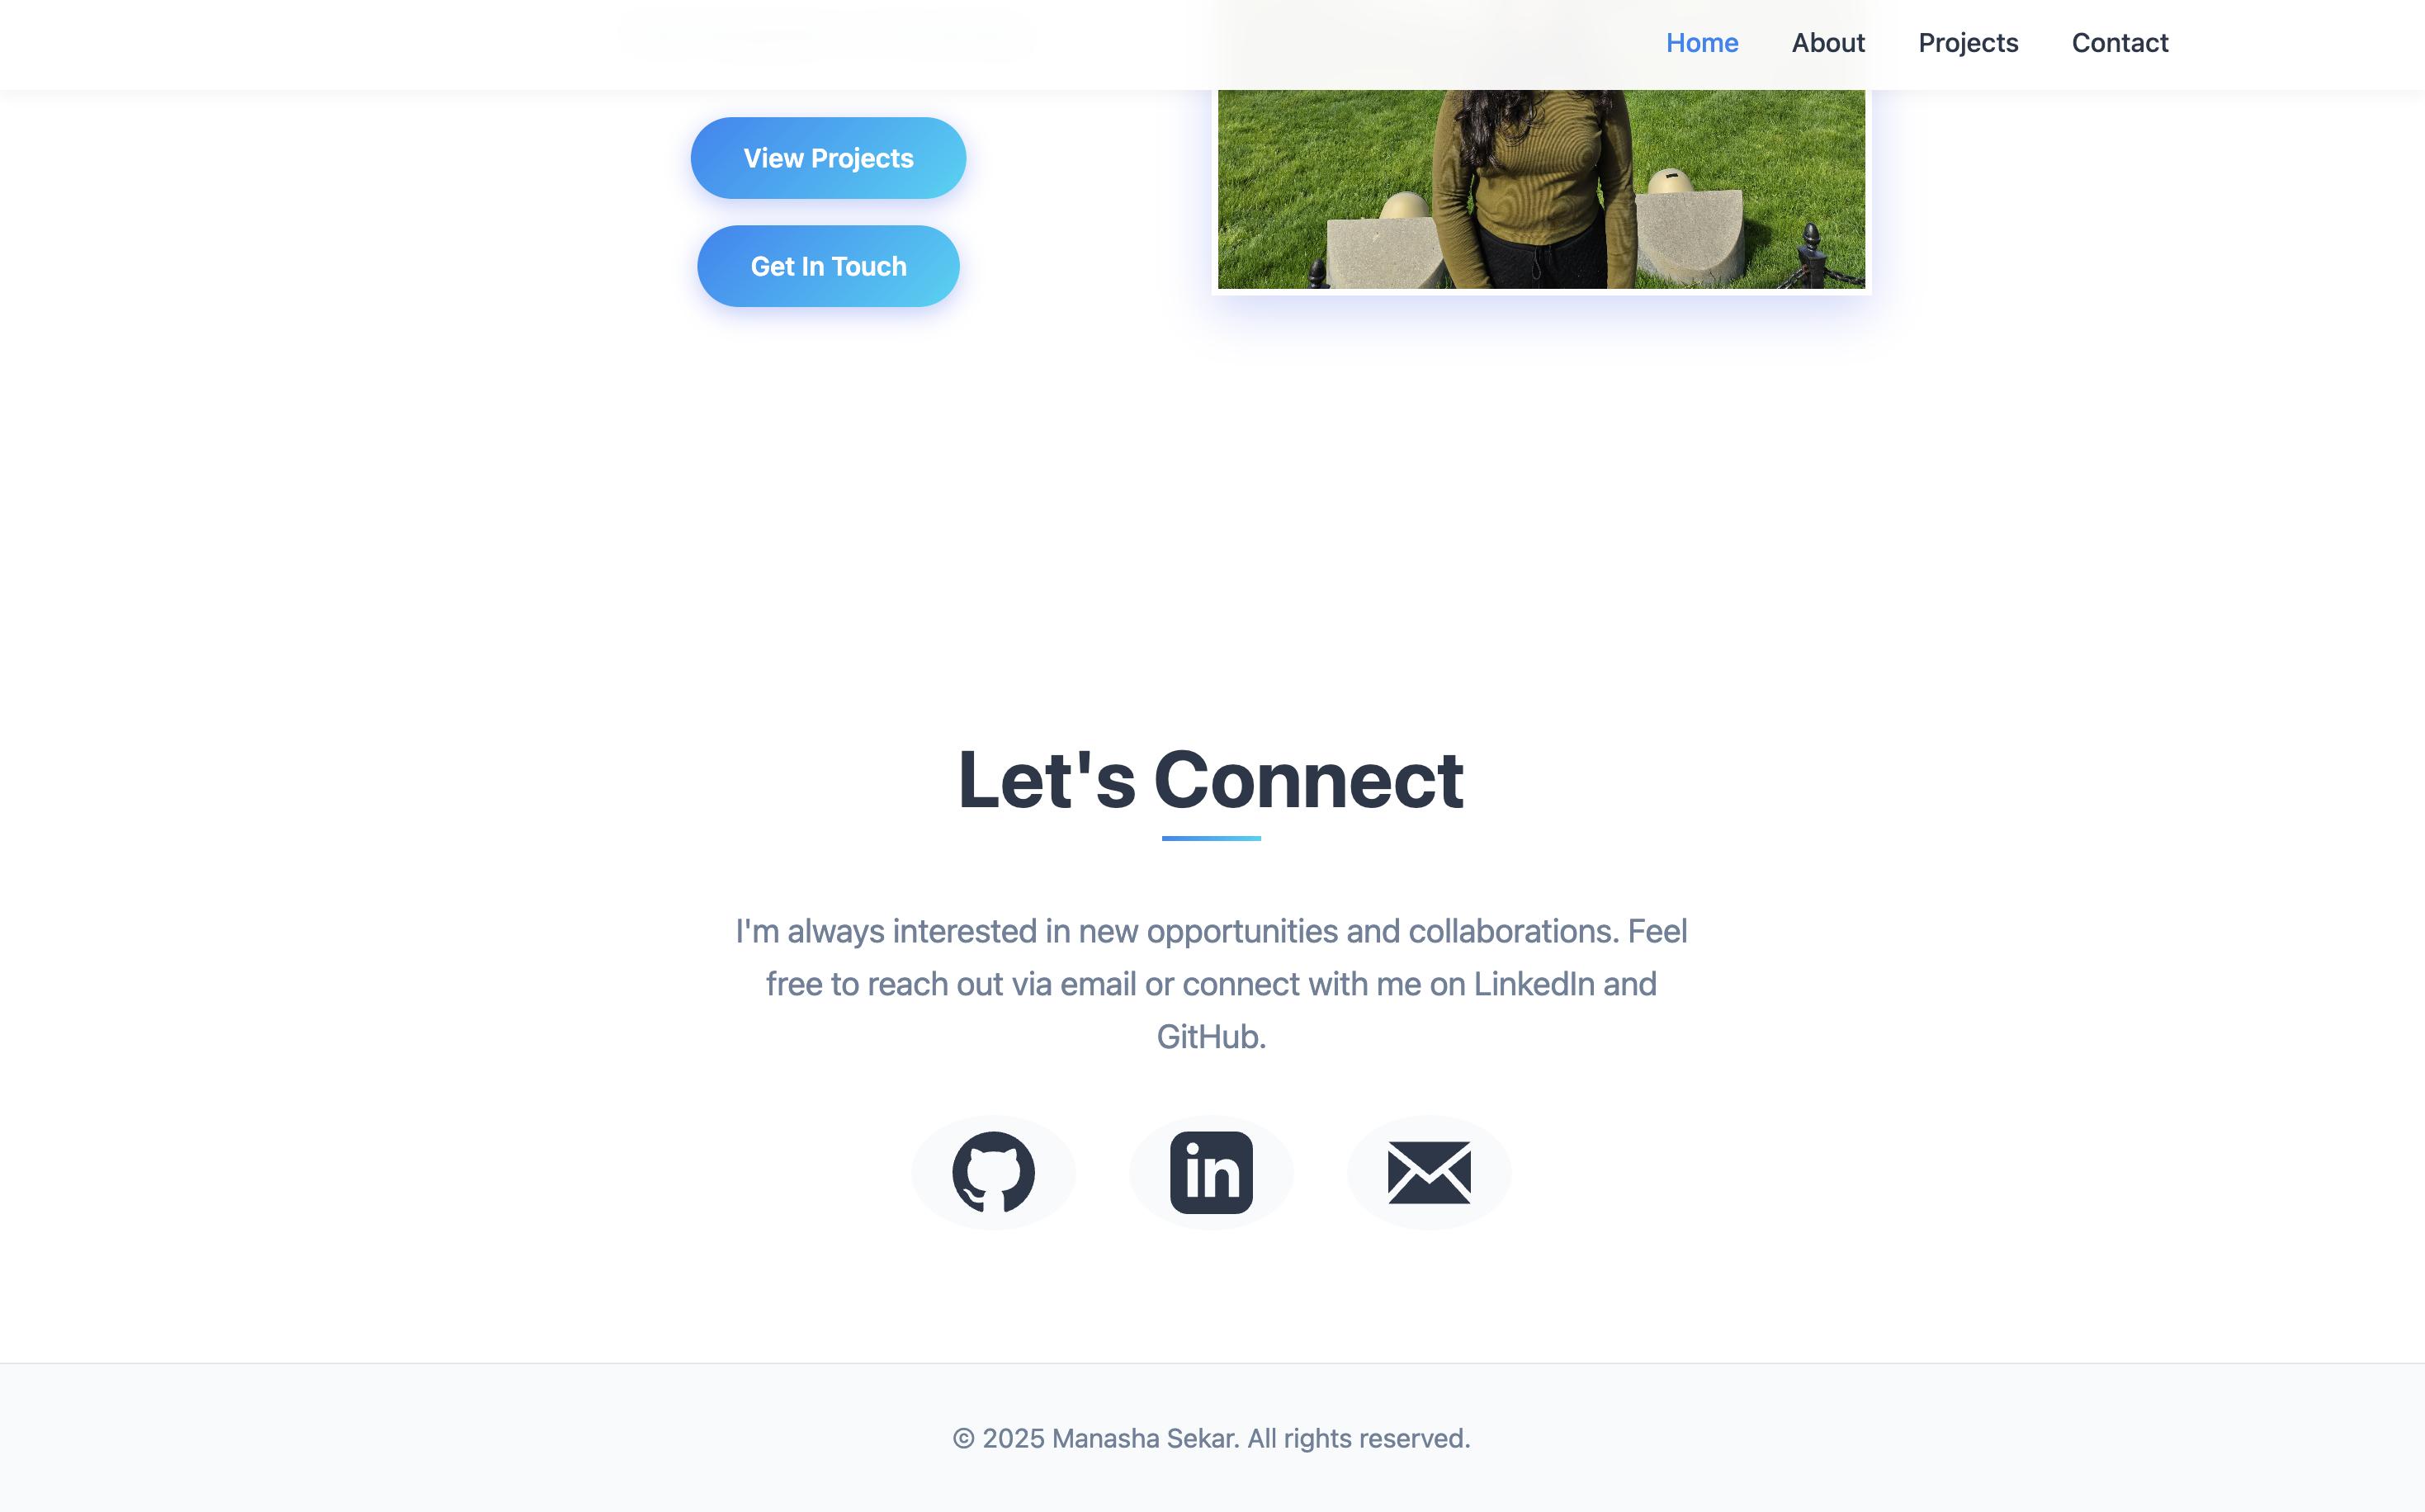 Home About Projects Contact
View Projects
Get In Touch
Let's Connect
I'm always interested in new opportunities and collaborations. Feel
free to reach out via email or connect with me on LinkedIn and
GitHub.
in
© 2025 Manasha Sekar. All rights reserved.